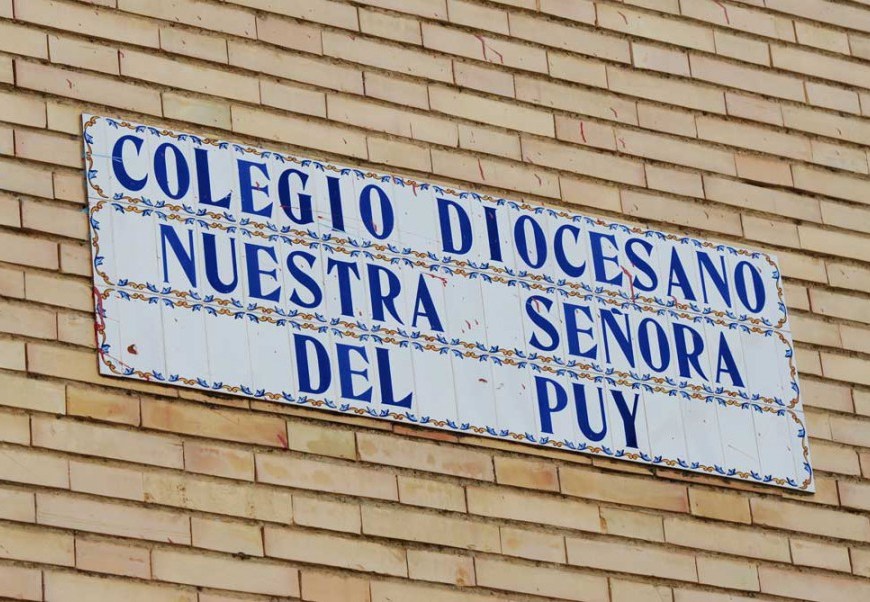 COLEGIO DIOCESANO
NUESTRA SEÑORA
DEL PUY